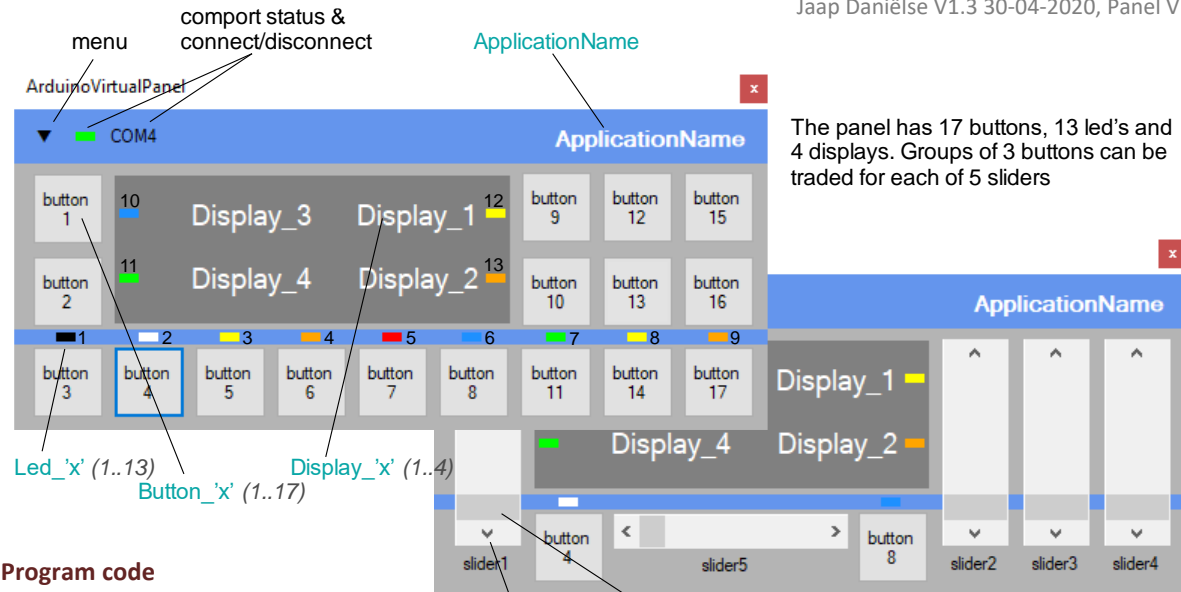 Jaap Daniëlse V1.3 30-04-2020, Panel V
comport status &
connect/disconnect
menu
ApplicationName
ArduinoVirtualPanel
x
COM4
ApplicationName
The panel has 17 buttons, 13 led's and
4 displays. Groups of 3 buttons can be
traded for each of 5 sliders
button
1
10
Display_3
Display_1
12
button
9
button
12
button
15
button
2
11
Display_4
Display_2
13
button
10
button
13
button
16
1
2
3
4
5
6
7
8
9
button
3
button
4
button
5
button
6
button
7
button
8
button
11
button
14
button
17
x
ApplicationName
Display_1
Display_4
Display_2
Led_'x' (1..13)
Display_'x' (1..4)
Button_'x' (1..17)
button
4
button
8
slider1
slider5
slider2
slider3
slider4
Program code